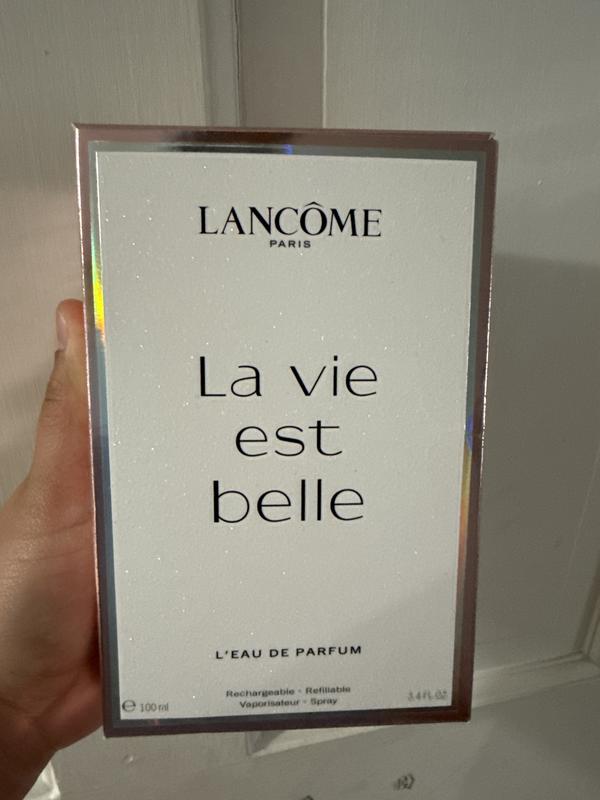 LANCÔME
PARIS
La vie
est
belle
L'EAU DE PARFUM
Rechargeable - Refillable
Vaporisateur - Spray
℮ 100 ml
3.4 FL OZ